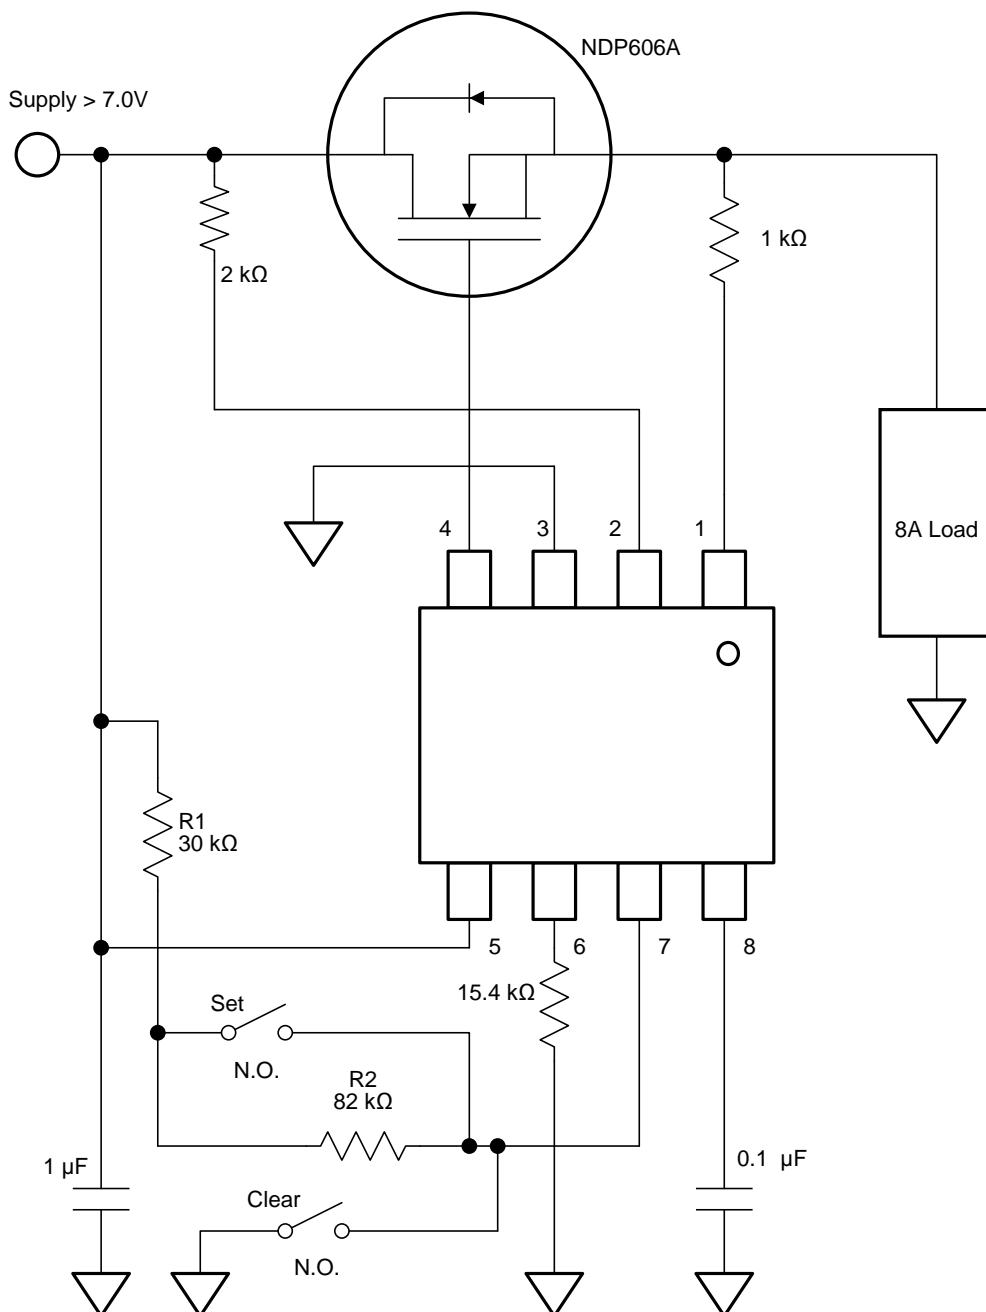 NDP606A
Supply > 7.0V
1 kΩ
2 kΩ
4
3
2
1
8A Load
R1
30 kΩ
5
6
7
8
15.4 kΩ
Set
N.O.
R2
82 kΩ
1 µF
0.1 µF
Clear
N.O.